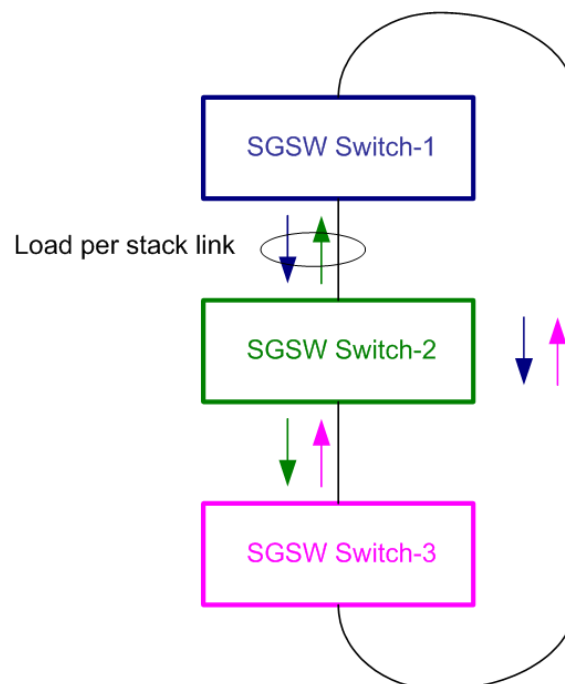 SGSW Switch-1
Load per stack link
SGSW Switch-2
SGSW Switch-3